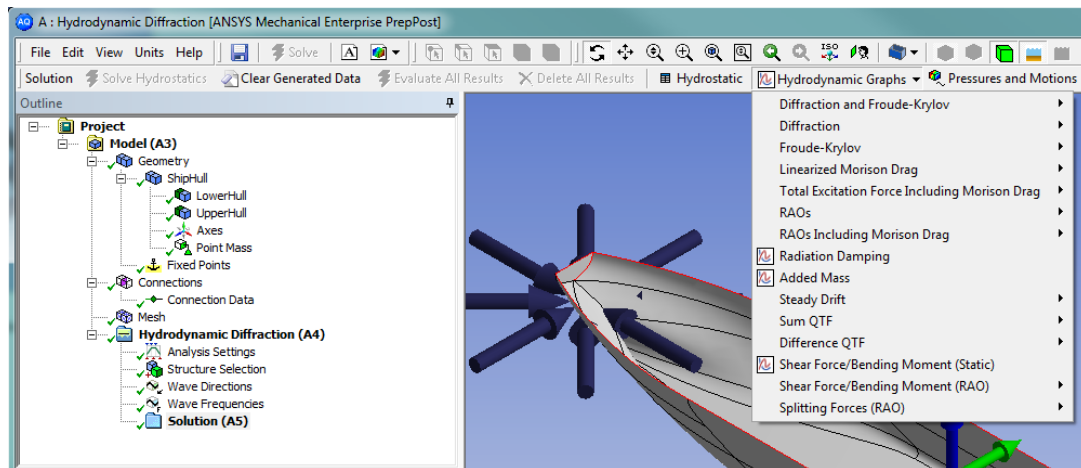 A : Hydrodynamic Diffraction [ANSYS Mechanical Enterprise PrepPost]
File Edit View Units Help Solve A ISO
Solution Solve Hydrostatics Clear Generated Data Evaluate All Results Delete All Results Hydrostatic Hydrodynamic Graphs Pressures and Motions
Outline
Project
Model (A3)
Geometry
ShipHull
LowerHull
UpperHull
Axes
Point Mass
Fixed Points
Connections
Connection Data
Mesh
Hydrodynamic Diffraction (A4)
Analysis Settings
Structure Selection
Wave Directions
Wave Frequencies
Solution (A5)
Diffraction and Froude-Krylov
Diffraction
Froude-Krylov
Linearized Morison Drag
Total Excitation Force Including Morison Drag
RAOs
RAOs Including Morison Drag
Radiation Damping
Added Mass
Steady Drift
Sum QTF
Difference QTF
Shear Force/Bending Moment (Static)
Shear Force/Bending Moment (RAO)
Splitting Forces (RAO)